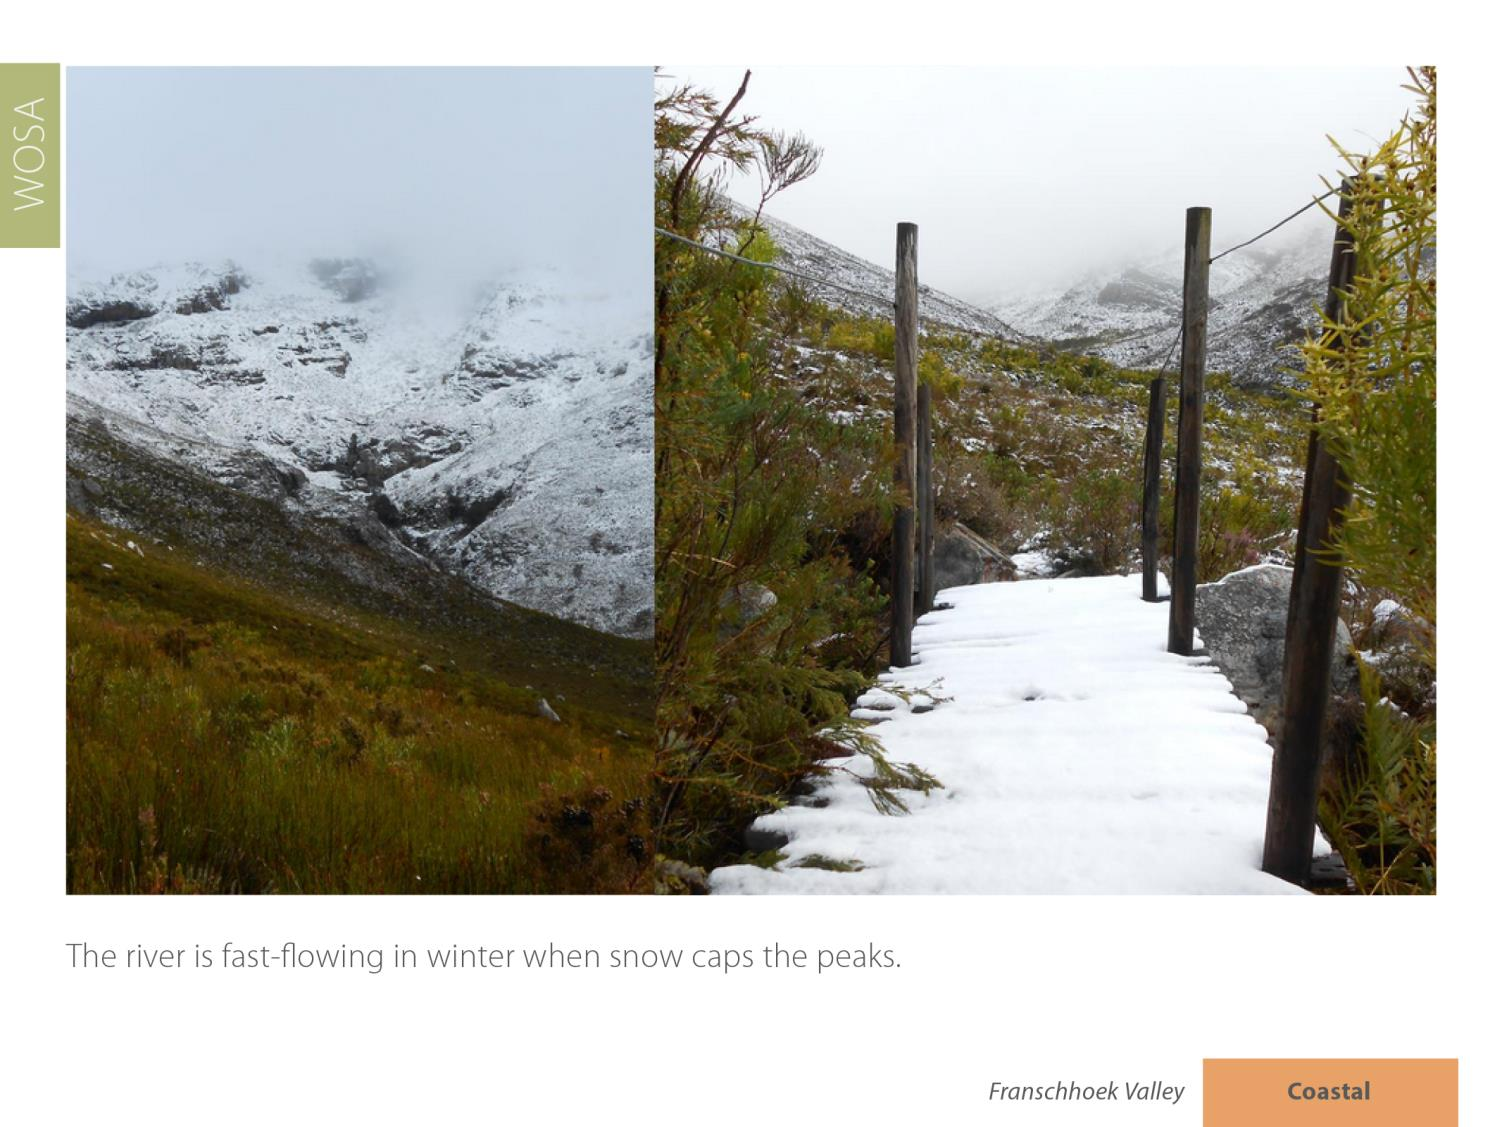 WOSA
The river is fast-flowing in winter when snow caps the peaks.
Franschhoek Valley
Coastal